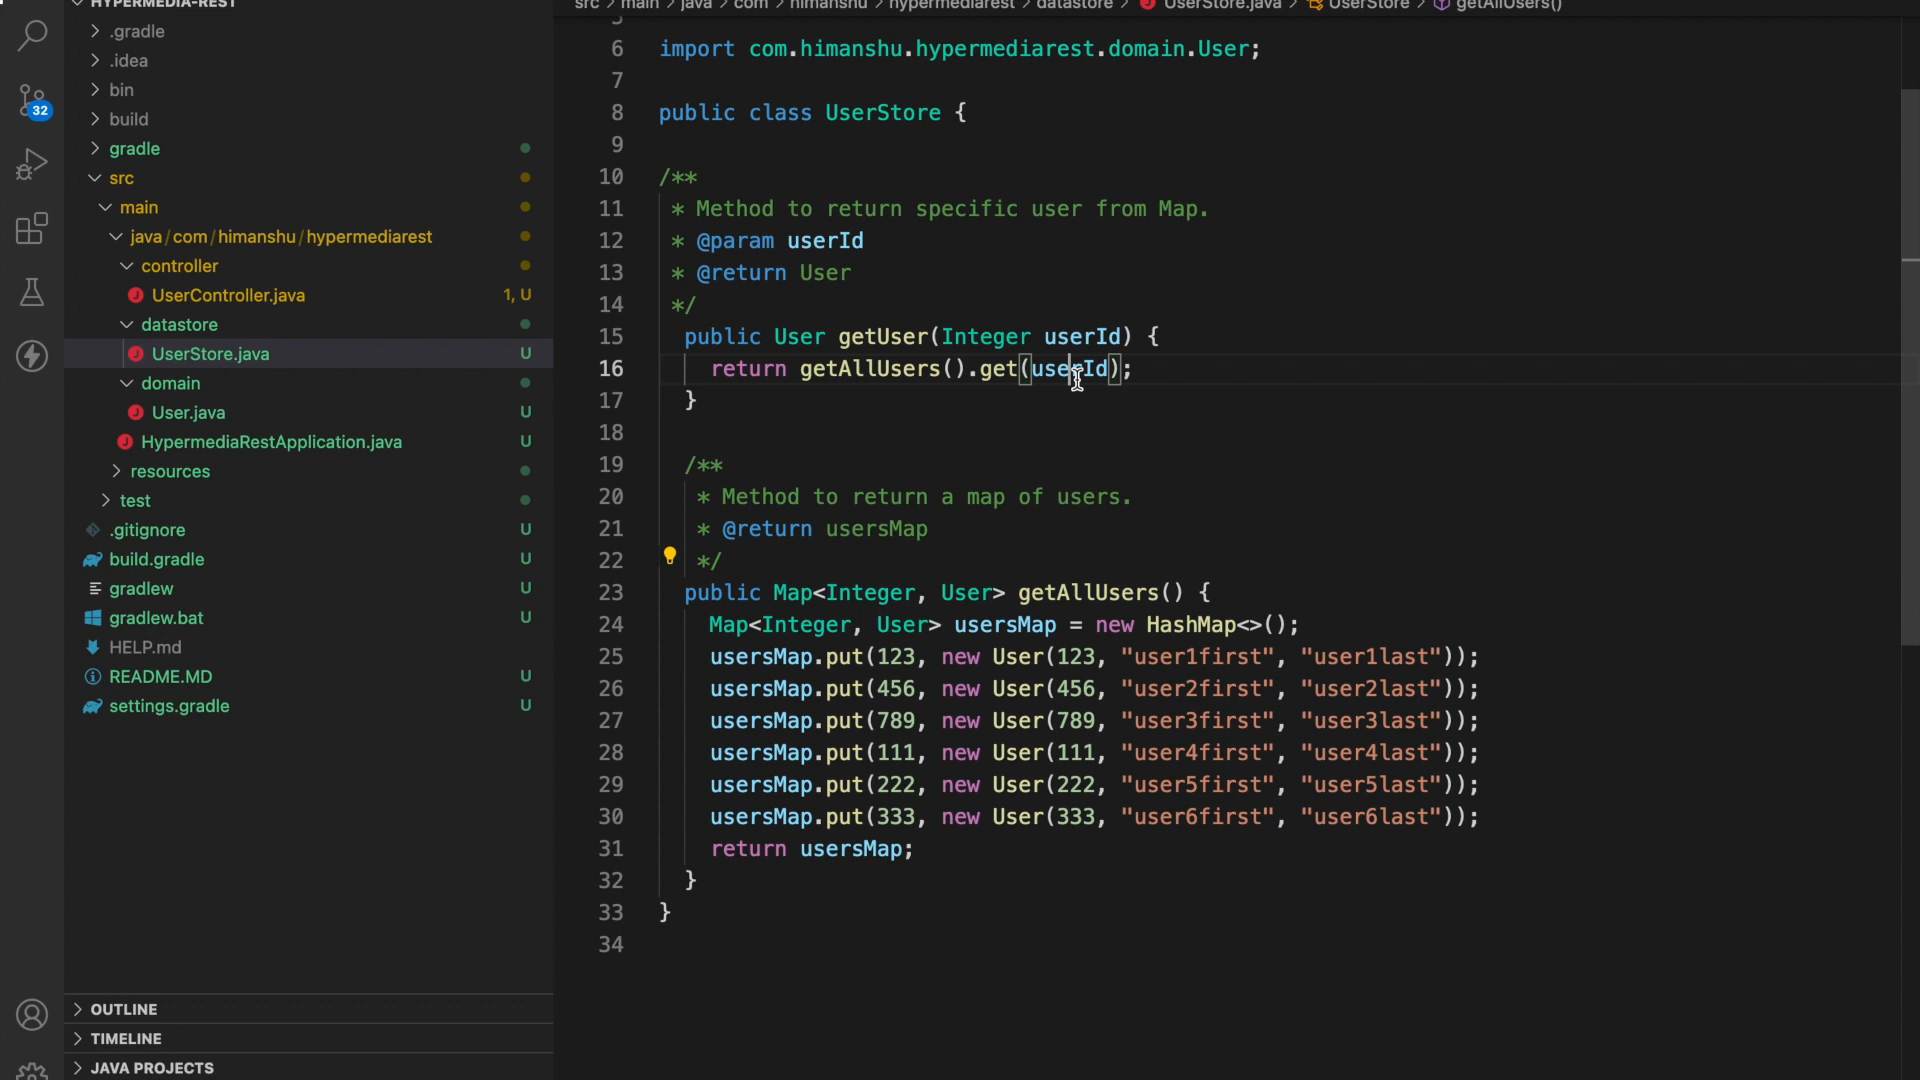 HYPERMEDIA-REST
.gradle
.idea
bin
build
gradle
src
main
java/com/himanshu/hypermediarest
controller
UserController.java 1, U
datastore
UserStore.java U
domain
User.java U
HypermediaRestApplication.java U
resources
test
.gitignore U
build.gradle U
gradlew U
gradlew.bat U
HELP.md
README.MD U
settings.gradle U
OUTLINE
TIMELINE
JAVA PROJECTS
32
src > main > java > com > himanshu > hypermediarest > datastore > UserStore.java > UserStore > getAllUsers()
5
6 import com.himanshu.hypermediarest.domain.User;
7
8 public class UserStore {
9
10 /**
11 * Method to return specific user from Map.
12 * @param userId
13 * @return User
14 */
15 public User getUser(Integer userId) {
16 return getAllUsers().get(userId);
17 }
18
19 /**
20 * Method to return a map of users.
21 * @return usersMap
22 */
23 public Map<Integer, User> getAllUsers() {
24 Map<Integer, User> usersMap = new HashMap<>();
25 usersMap.put(123, new User(123, "user1first", "user1last"));
26 usersMap.put(456, new User(456, "user2first", "user2last"));
27 usersMap.put(789, new User(789, "user3first", "user3last"));
28 usersMap.put(111, new User(111, "user4first", "user4last"));
29 usersMap.put(222, new User(222, "user5first", "user5last"));
30 usersMap.put(333, new User(333, "user6first", "user6last"));
31 return usersMap;
32 }
33 }
34